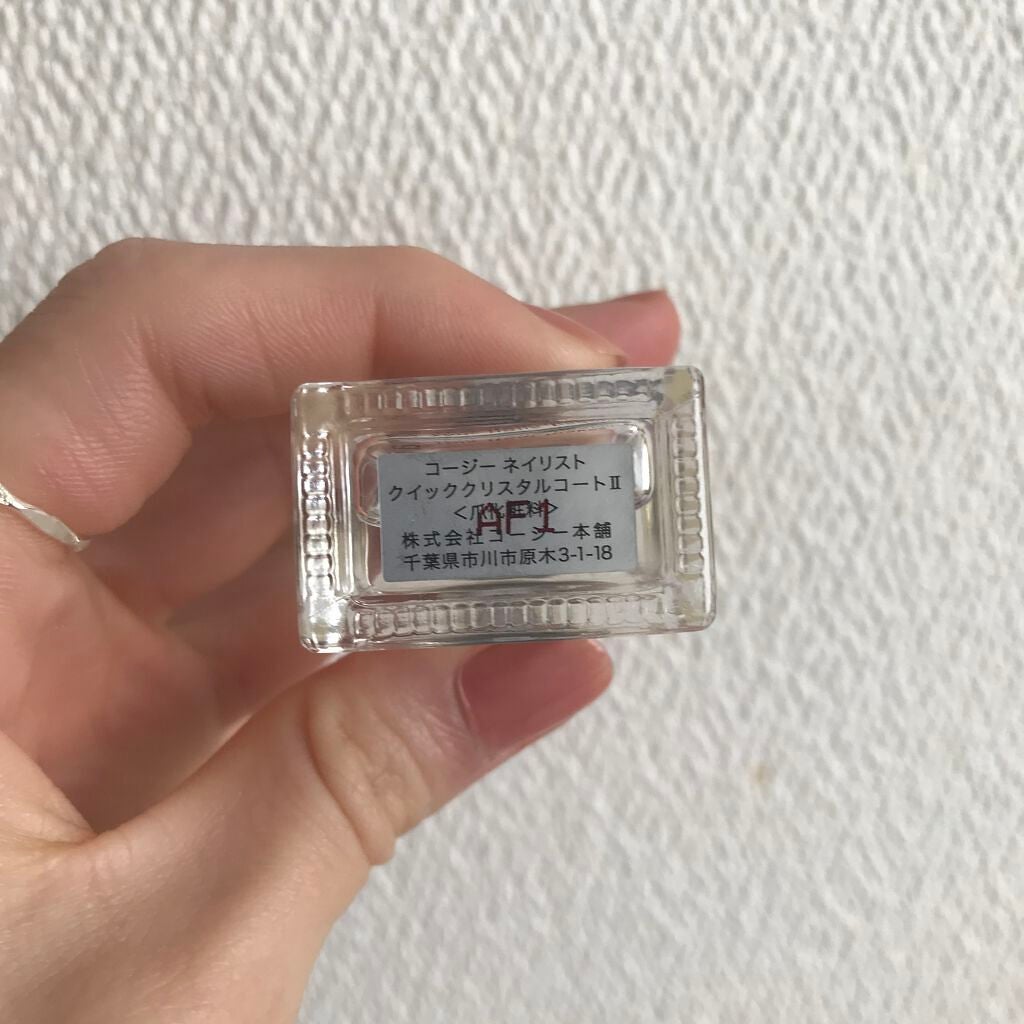 コージー ネイリスト
クイッククリスタルコートⅡ
<爪化粧料>
AF1
株式会社コージー本舗
千葉県市川市原木3-1-18